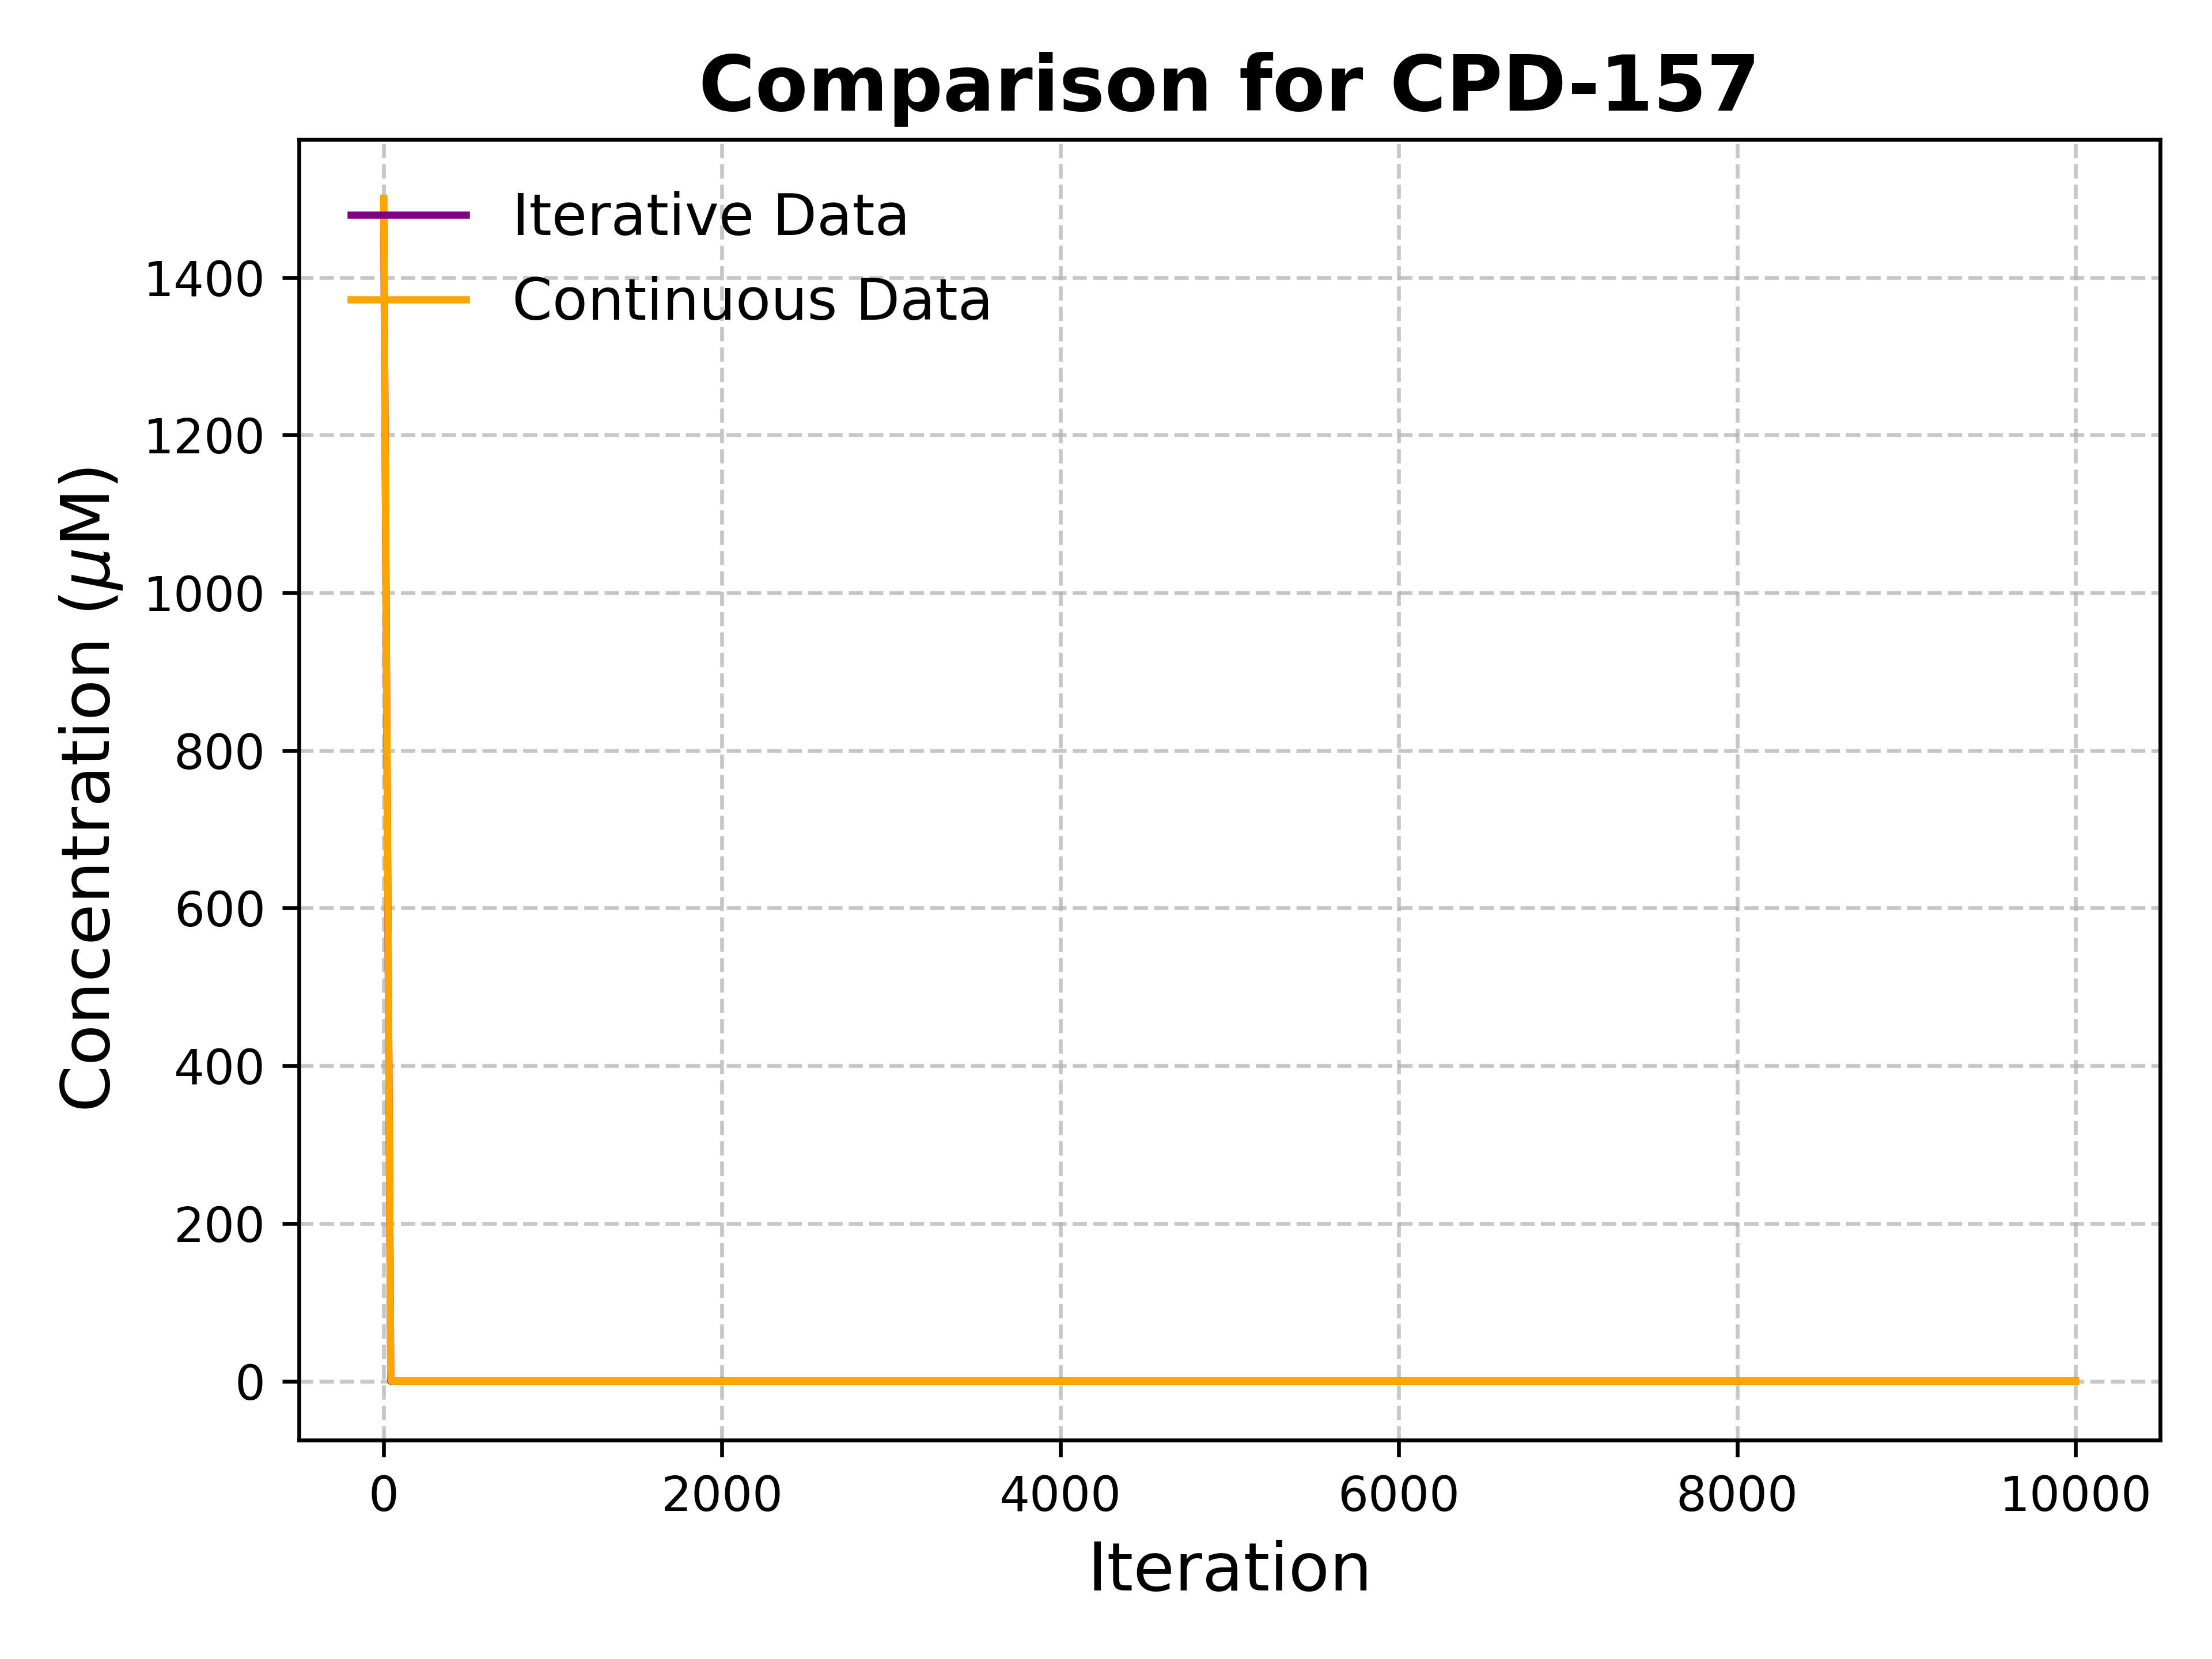 Comparison for CPD-157
Iterative Data
Continuous Data
Concentration (μM)
1400
1200
1000
800
600
400
200
0
0 2000 4000 6000 8000 10000
Iteration